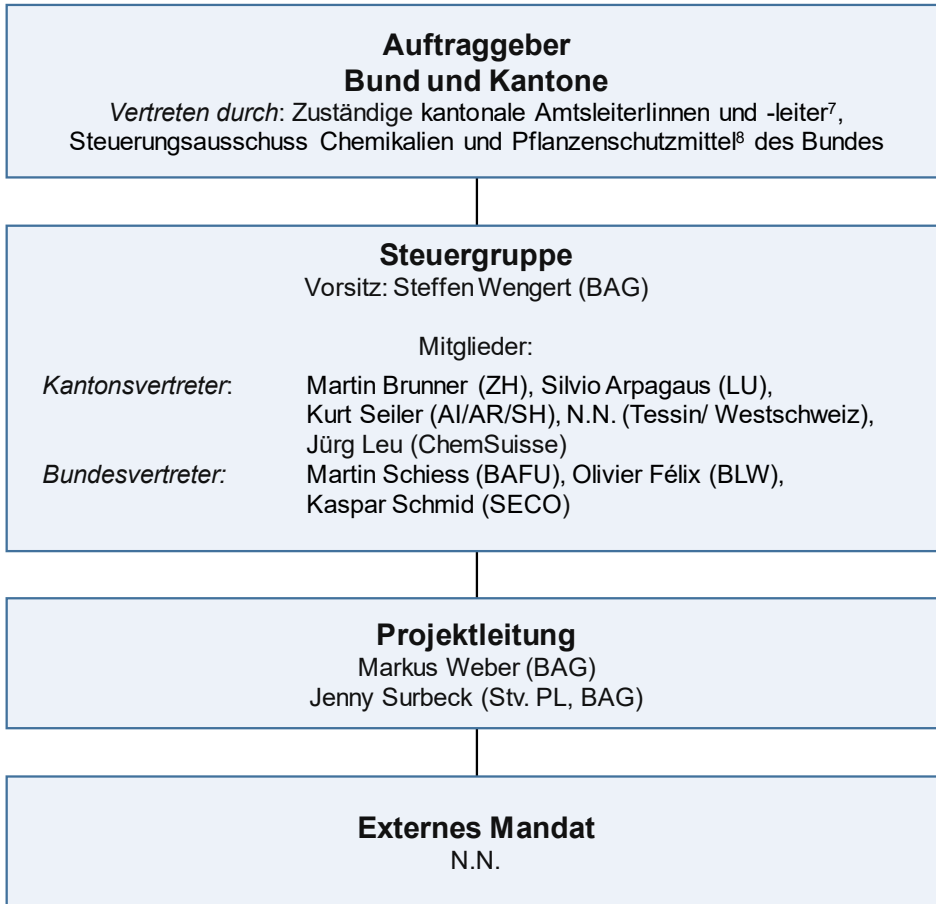 Auftraggeber
Bund und Kantone
Vertreten durch: Zuständige kantonale AmtsleiterIinnen und -leiter⁷,
Steuerungsausschuss Chemikalien und Pflanzenschutzmittel⁸ des Bundes
Steuergruppe
Vorsitz: Steffen Wengert (BAG)
Mitglieder:
Kantonsvertreter: Martin Brunner (ZH), Silvio Arpagaus (LU),
Kurt Seiler (AI/AR/SH), N.N. (Tessin/ Westschweiz),
Jürg Leu (ChemSuisse)
Bundesvertreter: Martin Schiess (BAFU), Olivier Félix (BLW),
Kaspar Schmid (SECO)
Projektleitung
Markus Weber (BAG)
Jenny Surbeck (Stv. PL, BAG)
Externes Mandat
N.N.